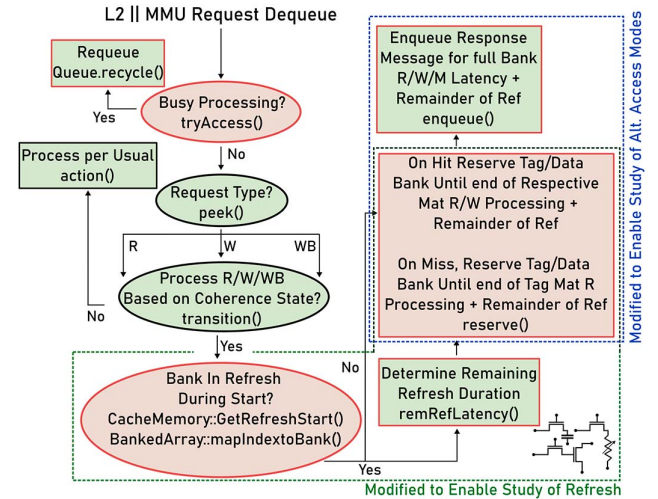 L2 || MMU Request Dequeue
Requeue
Queue.recycle()
Yes
Busy Processing?
tryAccess()
No
Process per Usual
action()
Request Type?
peek()
R
W
WB
Process R/W/WB
Based on Coherence State?
transition()
No
Yes
Bank In Refresh
During Start?
CacheMemory::GetRefreshStart()
BankedArray::mapIndextoBank()
No
Yes
Determine Remaining
Refresh Duration
remRefLatency()
On Hit Reserve Tag/Data
Bank Until end of Respective
Mat R/W Processing +
Remainder of Ref
On Miss, Reserve Tag/Data
Bank Until end of Tag Mat R
Processing + Remainder of Ref
reserve()
Enqueue Response
Message for full Bank
R/W/M Latency +
Remainder of Ref
enqueue()
Modified to Enable Study of Alt. Access Modes
Modified to Enable Study of Refresh